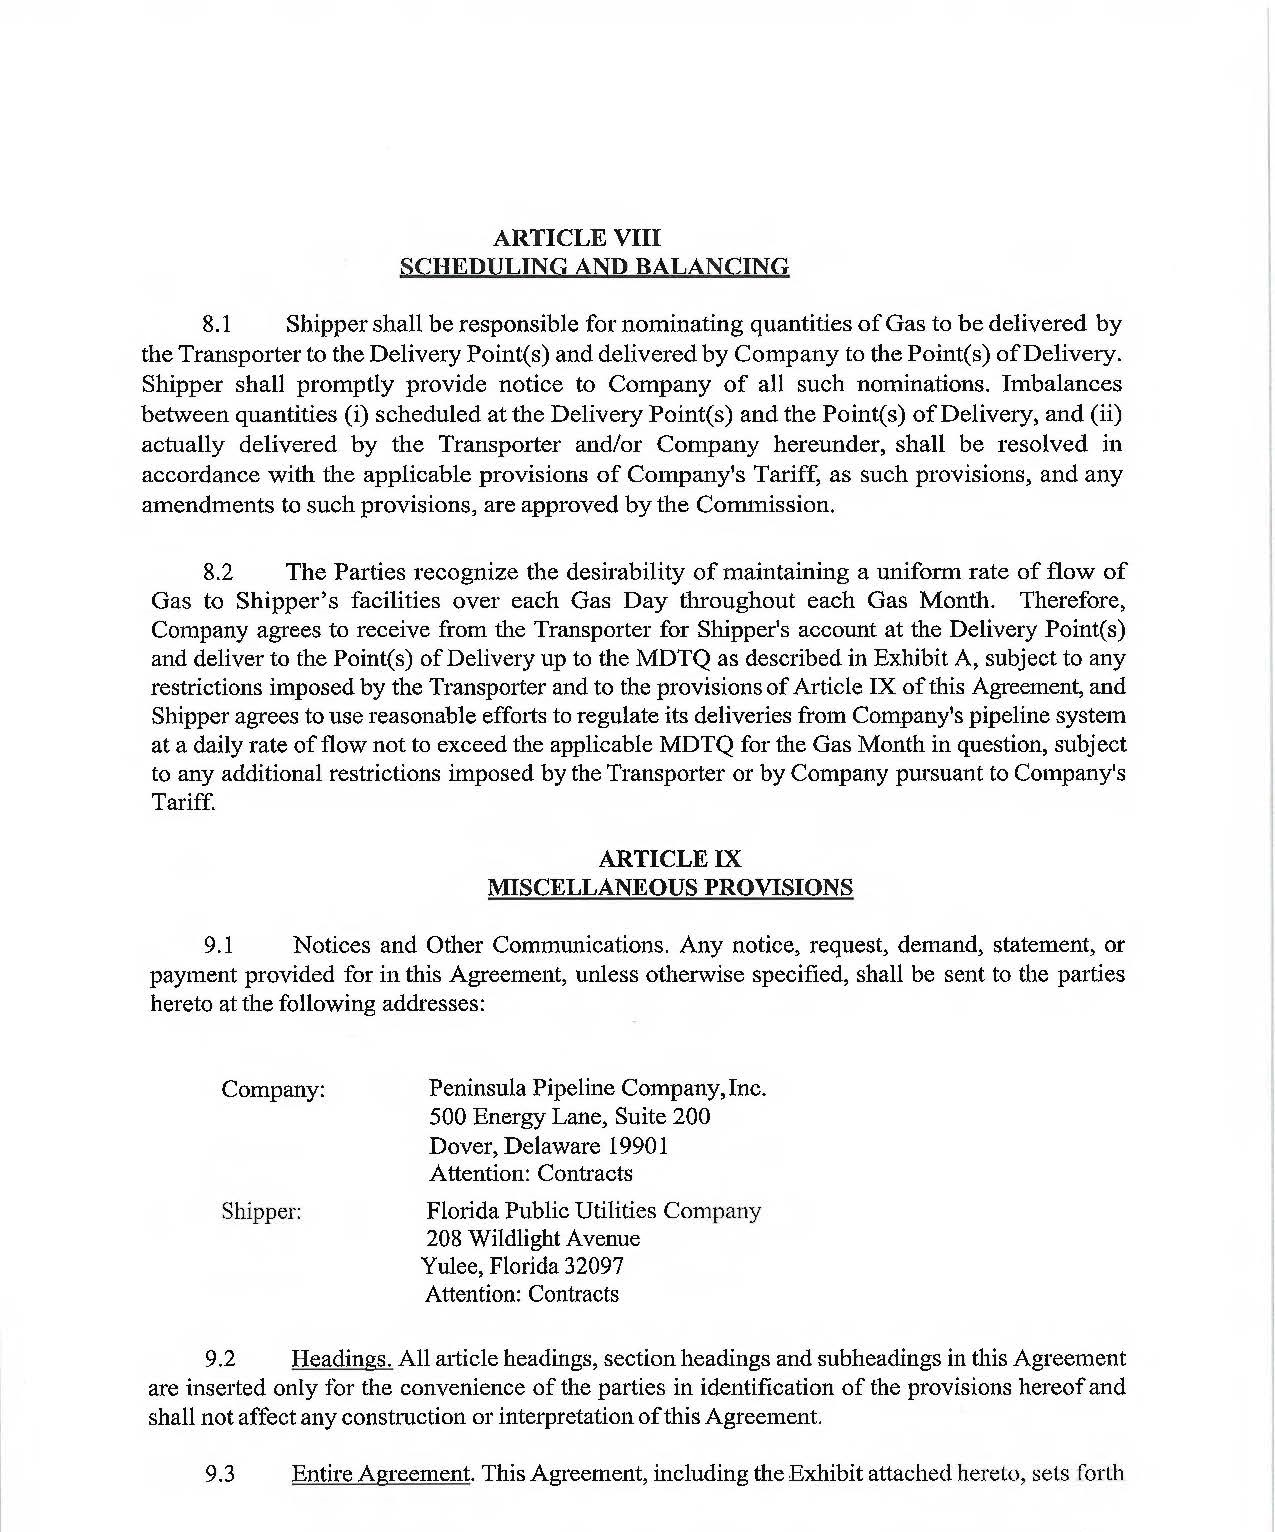 ARTICLE VIII
SCHEDULING AND BALANCING
8.1 Shipper shall be responsible for nominating quantities of Gas to be delivered by
the Transporter to the Delivery Point(s) and delivered by Company to the Point(s) of Delivery.
Shipper shall promptly provide notice to Company of all such nominations. Imbalances
between quantities (i) scheduled at the Delivery Point(s) and the Point(s) of Delivery, and (ii)
actually delivered by the Transporter and/or Company hereunder, shall be resolved in
accordance with the applicable provisions of Company's Tariff, as such provisions, and any
amendments to such provisions, are approved by the Commission.
8.2 The Parties recognize the desirability of maintaining a uniform rate of flow of
Gas to Shipper’s facilities over each Gas Day throughout each Gas Month. Therefore,
Company agrees to receive from the Transporter for Shipper's account at the Delivery Point(s)
and deliver to the Point(s) of Delivery up to the MDTQ as described in Exhibit A, subject to any
restrictions imposed by the Transporter and to the provisions of Article IX of this Agreement, and
Shipper agrees to use reasonable efforts to regulate its deliveries from Company's pipeline system
at a daily rate of flow not to exceed the applicable MDTQ for the Gas Month in question, subject
to any additional restrictions imposed by the Transporter or by Company pursuant to Company's
Tariff.
ARTICLE IX
MISCELLANEOUS PROVISIONS
9.1 Notices and Other Communications. Any notice, request, demand, statement, or
payment provided for in this Agreement, unless otherwise specified, shall be sent to the parties
hereto at the following addresses:
Company: Peninsula Pipeline Company, Inc.
500 Energy Lane, Suite 200
Dover, Delaware 19901
Attention: Contracts
Shipper: Florida Public Utilities Company
208 Wildlight Avenue
Yulee, Florida 32097
Attention: Contracts
9.2 Headings. All article headings, section headings and subheadings in this Agreement
are inserted only for the convenience of the parties in identification of the provisions hereof and
shall not affect any construction or interpretation of this Agreement.
9.3 Entire Agreement. This Agreement, including the Exhibit attached hereto, sets forth